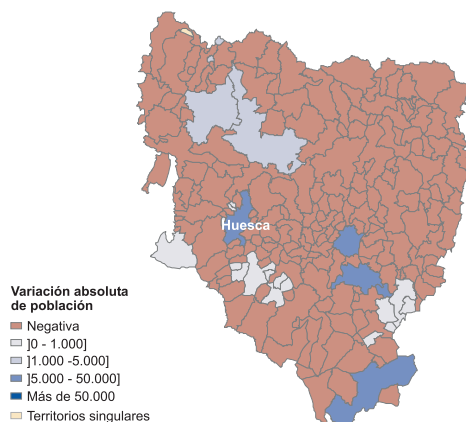 Huesca
Variación absoluta
de población
Negativa
]0 - 1.000]
]1.000 -5.000]
]5.000 - 50.000]
Más de 50.000
Territorios singulares